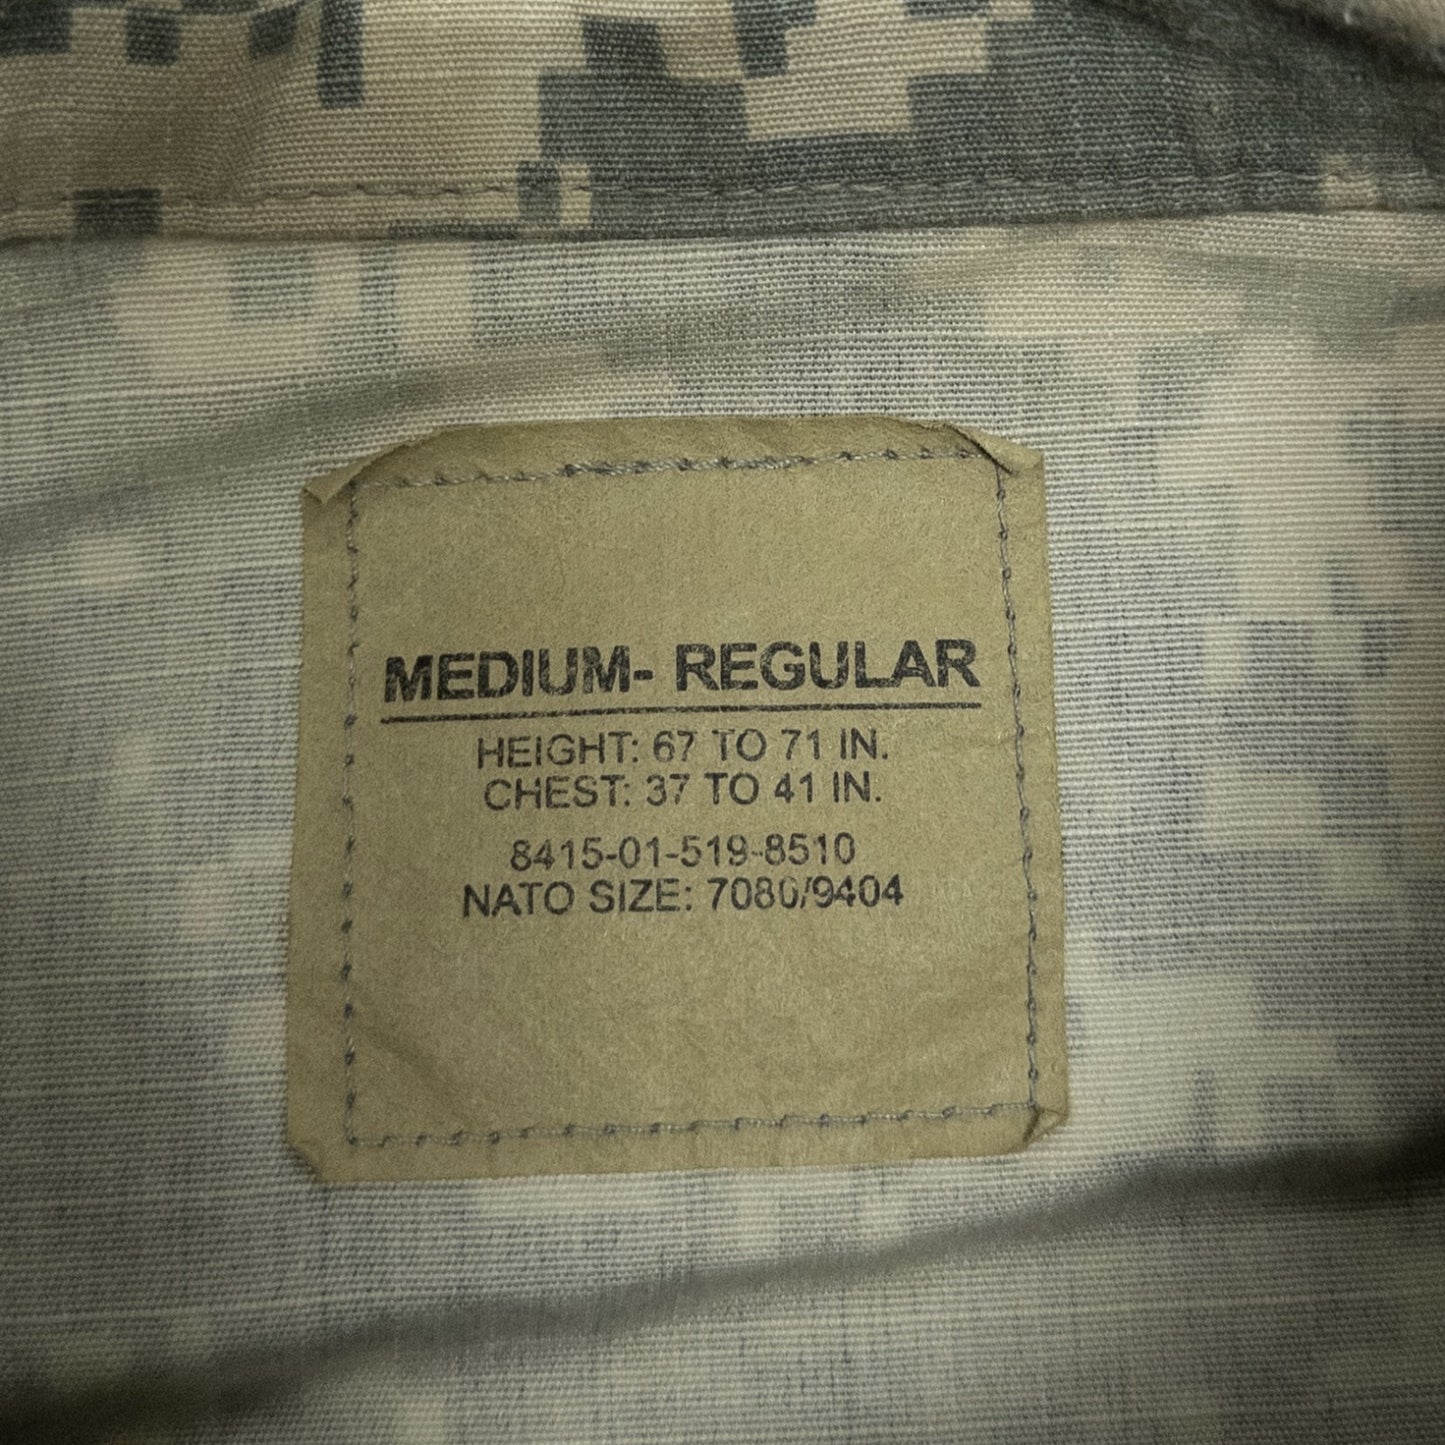 MEDIUM- REGULAR
HEIGHT: 67 TO 71 IN.
CHEST: 37 TO 41 IN.
8415-01-519-8510
NATO SIZE: 7080/9404